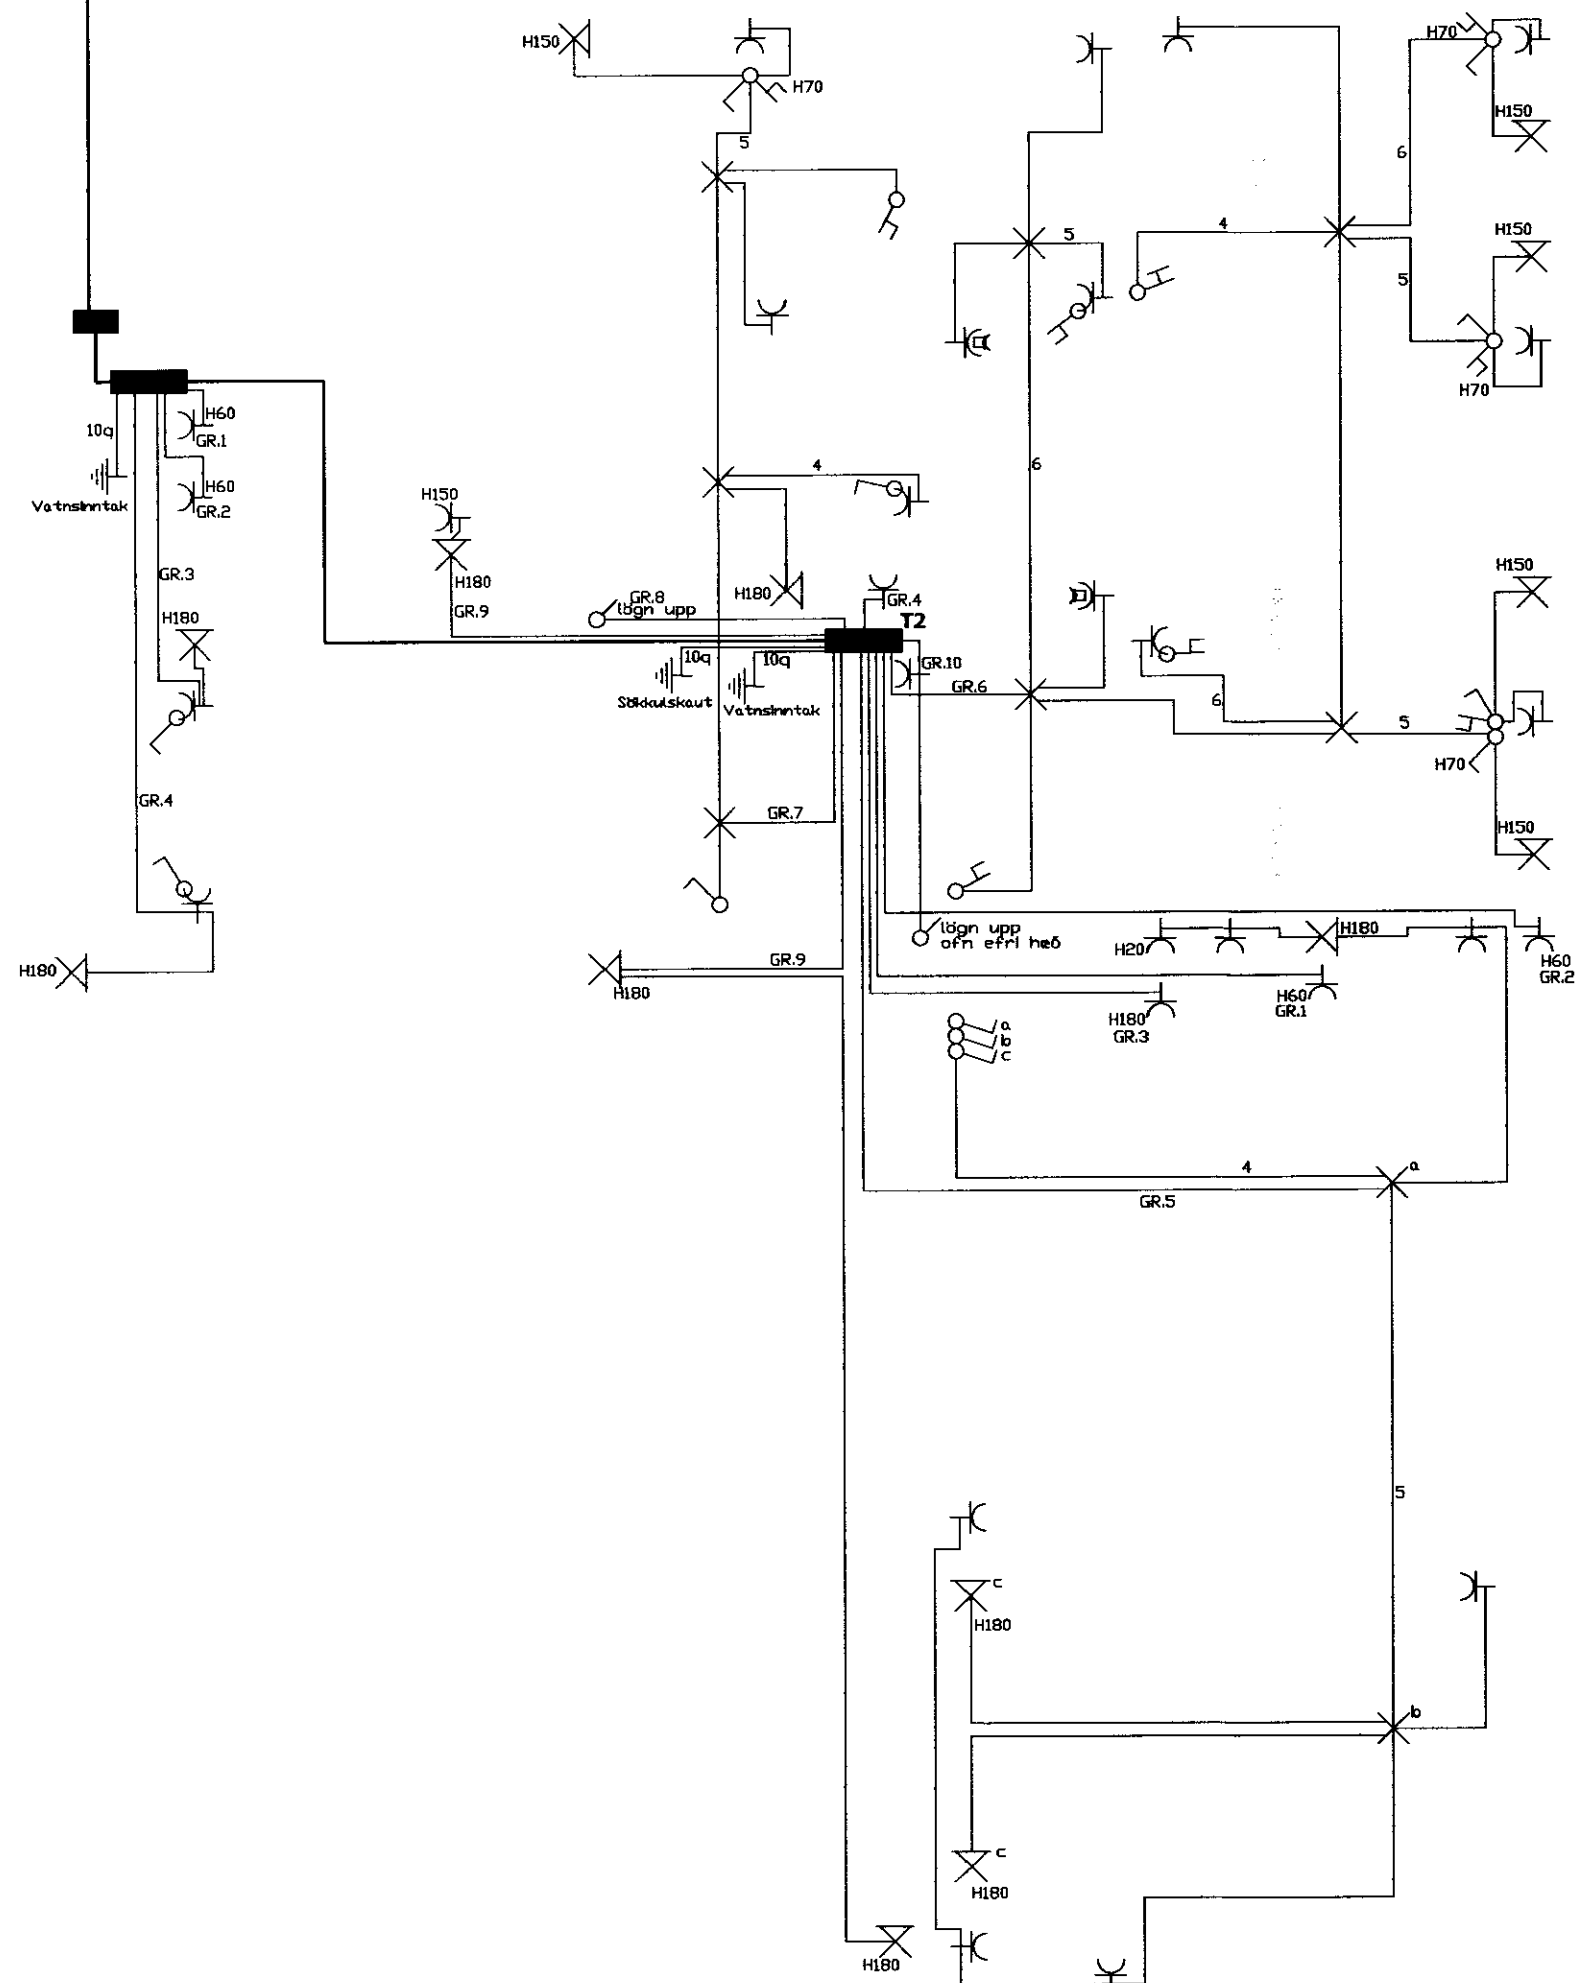 H150
H70
5
H70
H150
6
5
4
H150
5
H70
H60
GR.1
10q
H60
GR.2
Vatnsinntak
4
6
H150
GR.3
H180
GR.9
H180
GR.8
lögn upp
H180
GR.4
T2
H150
10q
10q
GR.10
GR.6
Sökkulskaut
Vatnsinntak
6
5
H70
GR.4
GR.7
H150
lögn upp
ofn efri hæð
H20
H180
H60
GR.2
H180
GR.9
H180
H60
GR.1
H180
GR.3
a
b
c
4
a
GR.5
5
c
H180
b
c
H180
H180